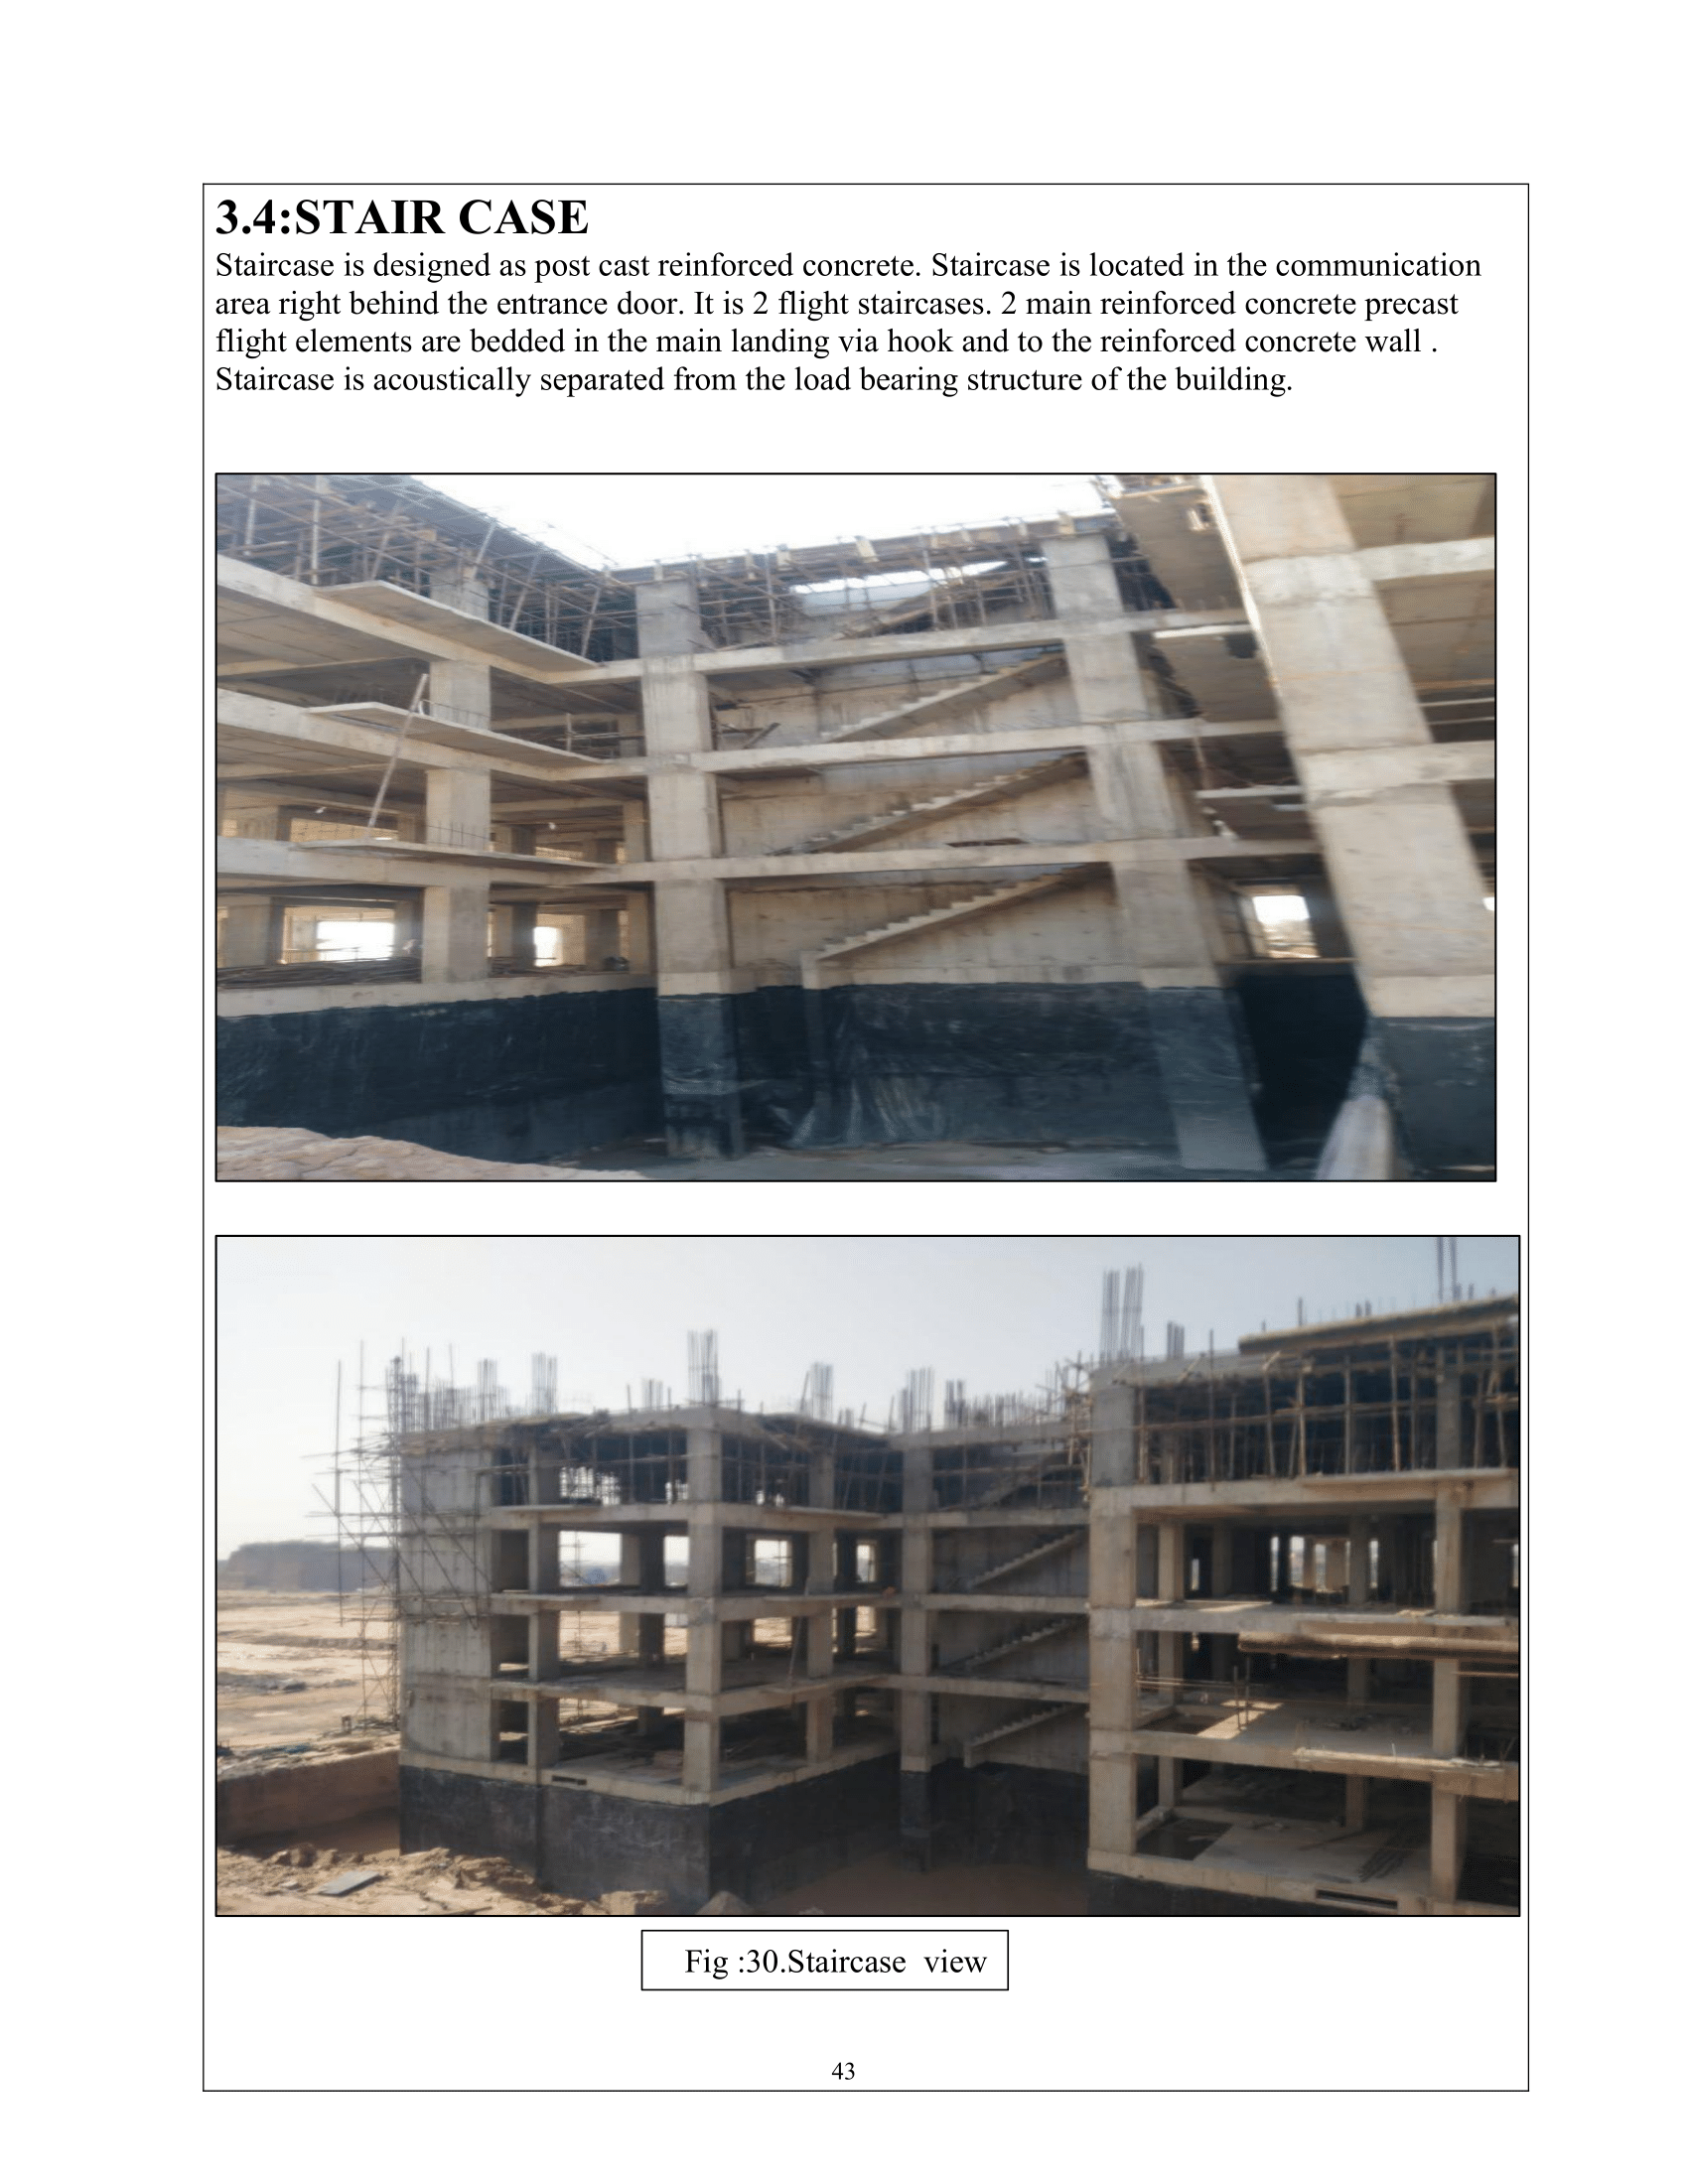 3.4:STAIR CASE
Staircase is designed as post cast reinforced concrete. Staircase is located in the communication
area right behind the entrance door. It is 2 flight staircases. 2 main reinforced concrete precast
flight elements are bedded in the main landing via hook and to the reinforced concrete wall .
Staircase is acoustically separated from the load bearing structure of the building.
Fig :30.Staircase view
43